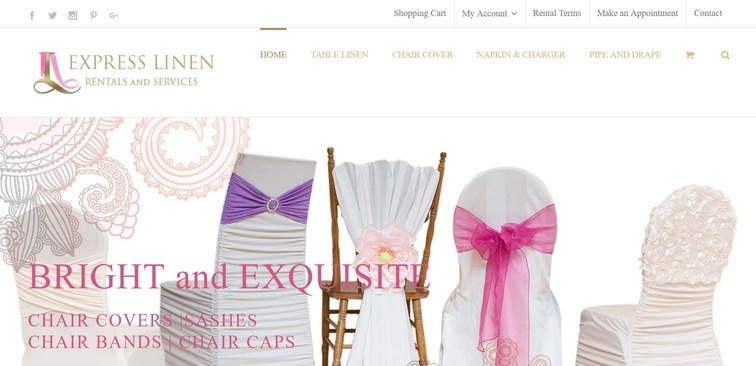 Shopping Cart My Account Rental Terms Make an Appointment Contact
EXPRESS LINEN
RENTALS AND SERVICES
HOME TABLE LINEN CHAIR COVER NAPKIN & CHARGER PIPE AND DRAPE
BRIGHT and EXQUISITE
CHAIR COVERS |SASHES
CHAIR BANDS | CHAIR CAPS